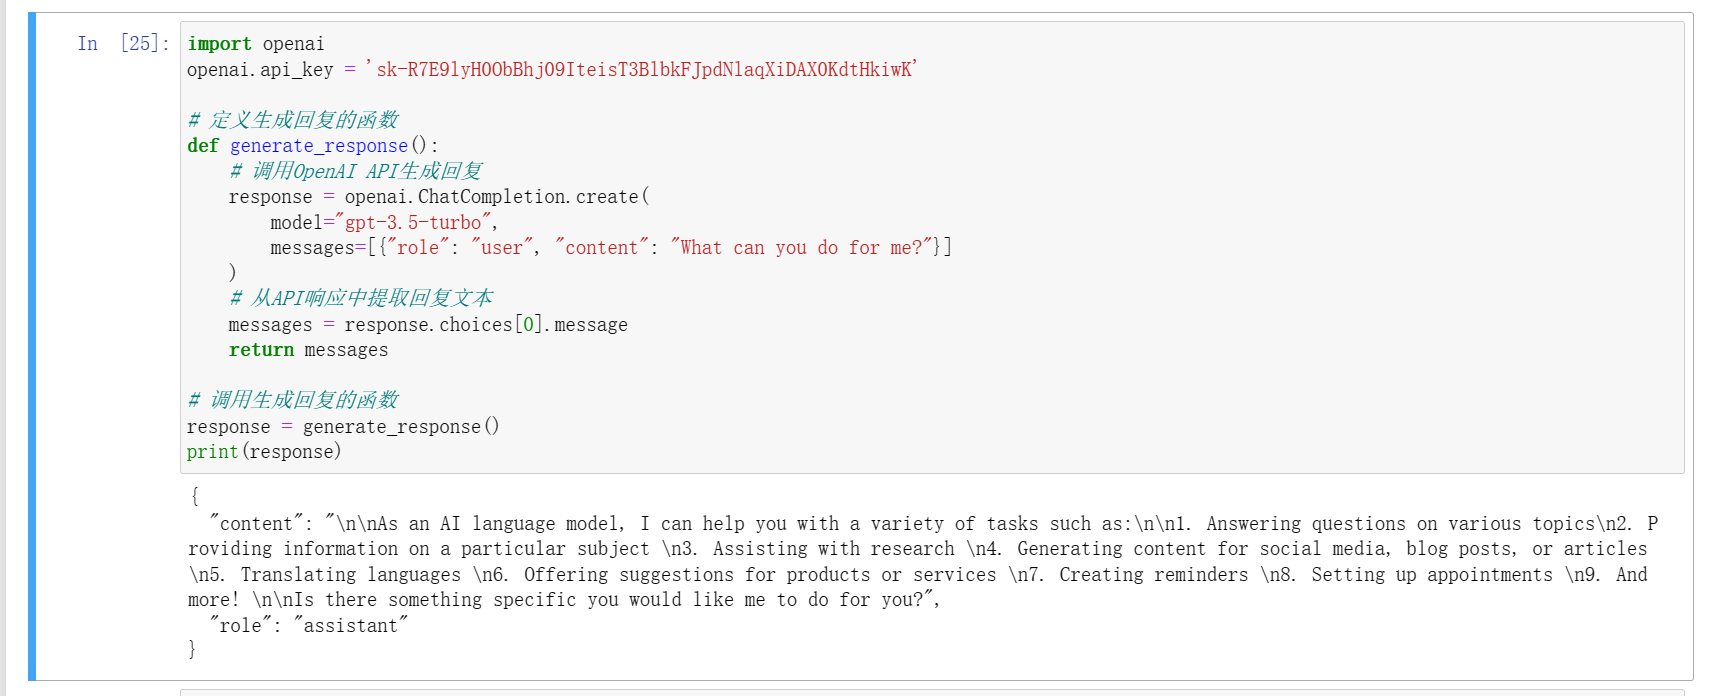 In [25]:
import openai
openai.api_key =
# 定义生成回复的函数
def generate_response():
# 调用OpenAI API生成回复
response = openai.ChatCompletion.create(
model="gpt-3.5-turbo",
messages=[{"role": "user", "content": "What can you do for me?"}]
)
# 从API响应中提取回复文本
messages = response.choices[0].message
return messages
# 调用生成回复的函数
response = generate_response()
print(response)
{
"content": "\n\nAs an AI language model, I can help you with a variety of tasks such as:\n\n1. Answering questions on various topics\n2. P
roviding information on a particular subject \n3. Assisting with research \n4. Generating content for social media, blog posts, or articles
\n5. Translating languages \n6. Offering suggestions for products or services \n7. Creating reminders \n8. Setting up appointments \n9. And
more! \n\nIs there something specific you would like me to do for you?",
"role": "assistant"
}